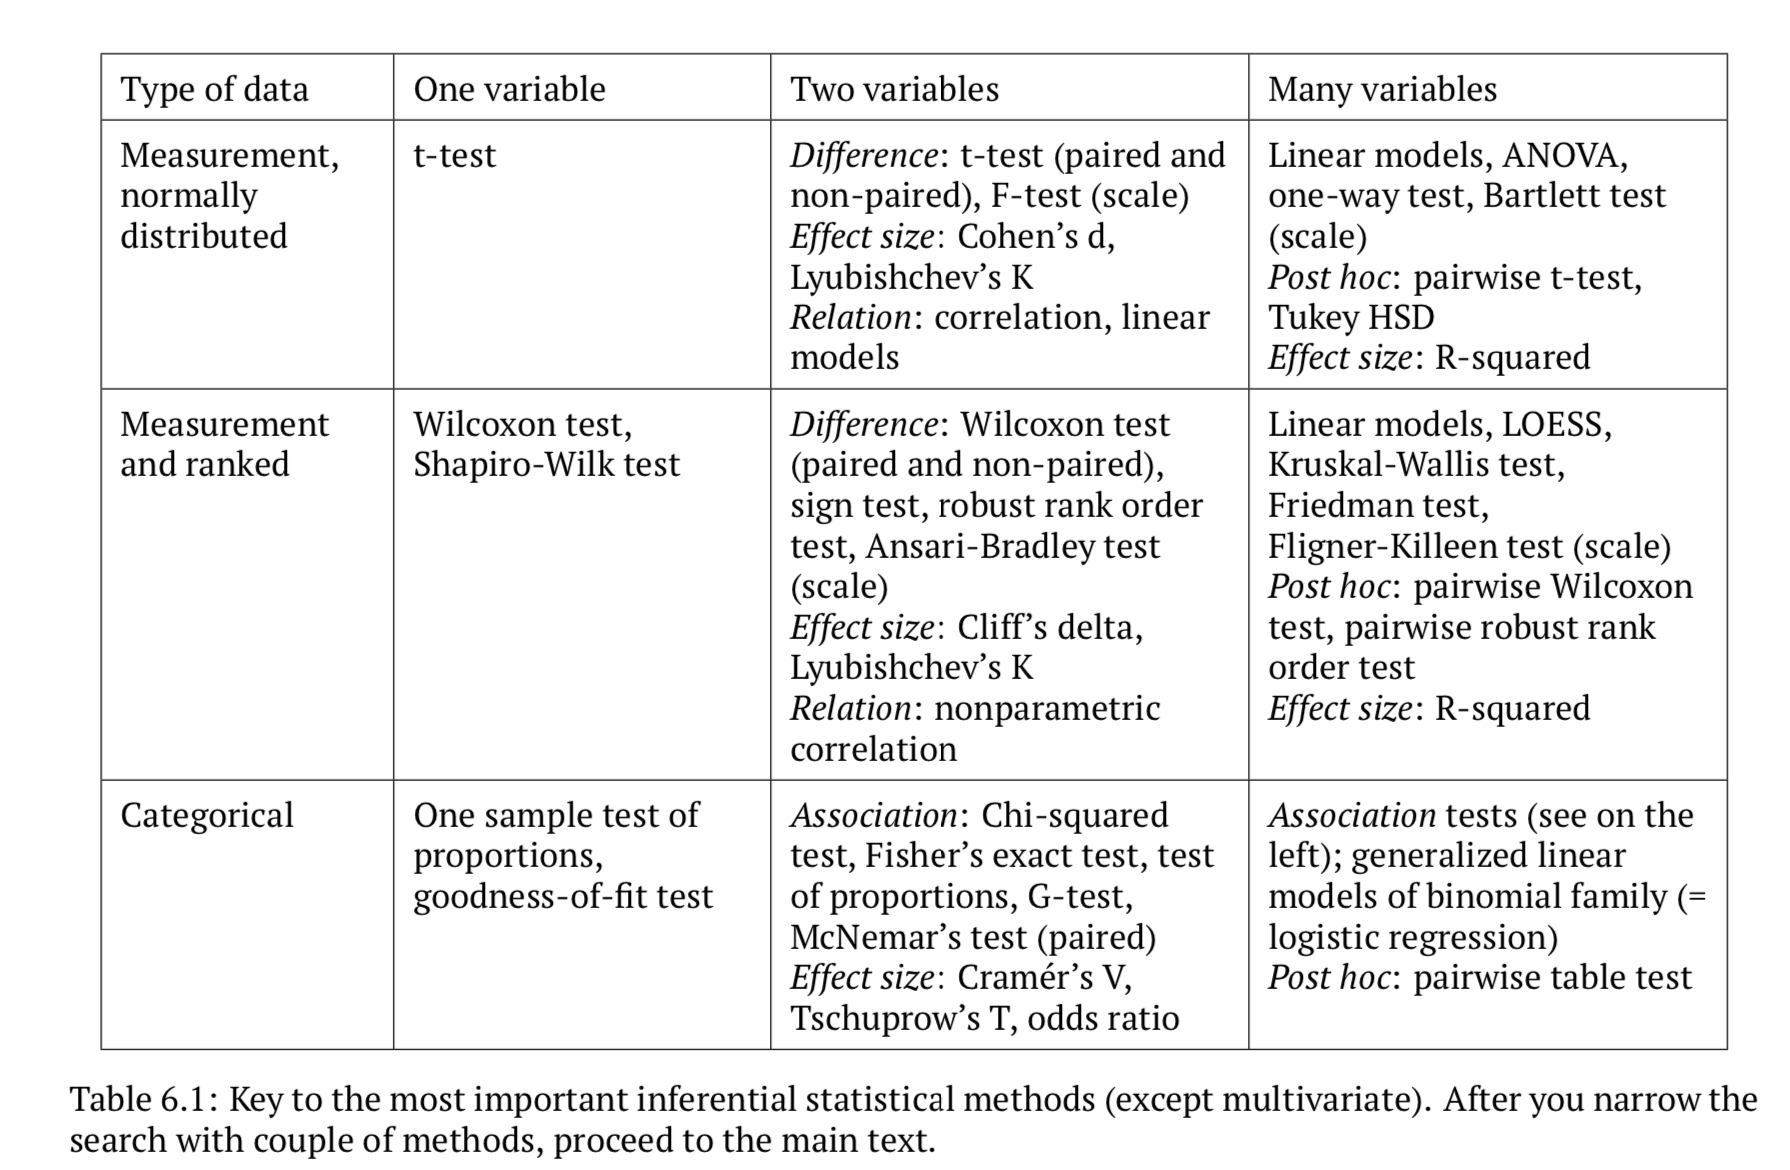 Type of data
One variable
Two variables
Many variables
Measurement,
normally
distributed
t-test
Difference: t-test (paired and
non-paired), F-test (scale)
Effect size: Cohen’s d,
Lyubishchev’s K
Relation: correlation, linear
models
Linear models, ANOVA,
one-way test, Bartlett test
(scale)
Post hoc: pairwise t-test,
Tukey HSD
Effect size: R-squared
Measurement
and ranked
Wilcoxon test,
Shapiro-Wilk test
Difference: Wilcoxon test
(paired and non-paired),
sign test, robust rank order
test, Ansari-Bradley test
(scale)
Effect size: Cliff’s delta,
Lyubishchev’s K
Relation: nonparametric
correlation
Linear models, LOESS,
Kruskal-Wallis test,
Friedman test,
Fligner-Killeen test (scale)
Post hoc: pairwise Wilcoxon
test, pairwise robust rank
order test
Effect size: R-squared
Categorical
One sample test of
proportions,
goodness-of-fit test
Association: Chi-squared
test, Fisher’s exact test, test
of proportions, G-test,
McNemar’s test (paired)
Effect size: Cramér’s V,
Tschuprow’s T, odds ratio
Association tests (see on the
left); generalized linear
models of binomial family (=
logistic regression)
Post hoc: pairwise table test
Table 6.1: Key to the most important inferential statistical methods (except multivariate). After you narrow the
search with couple of methods, proceed to the main text.